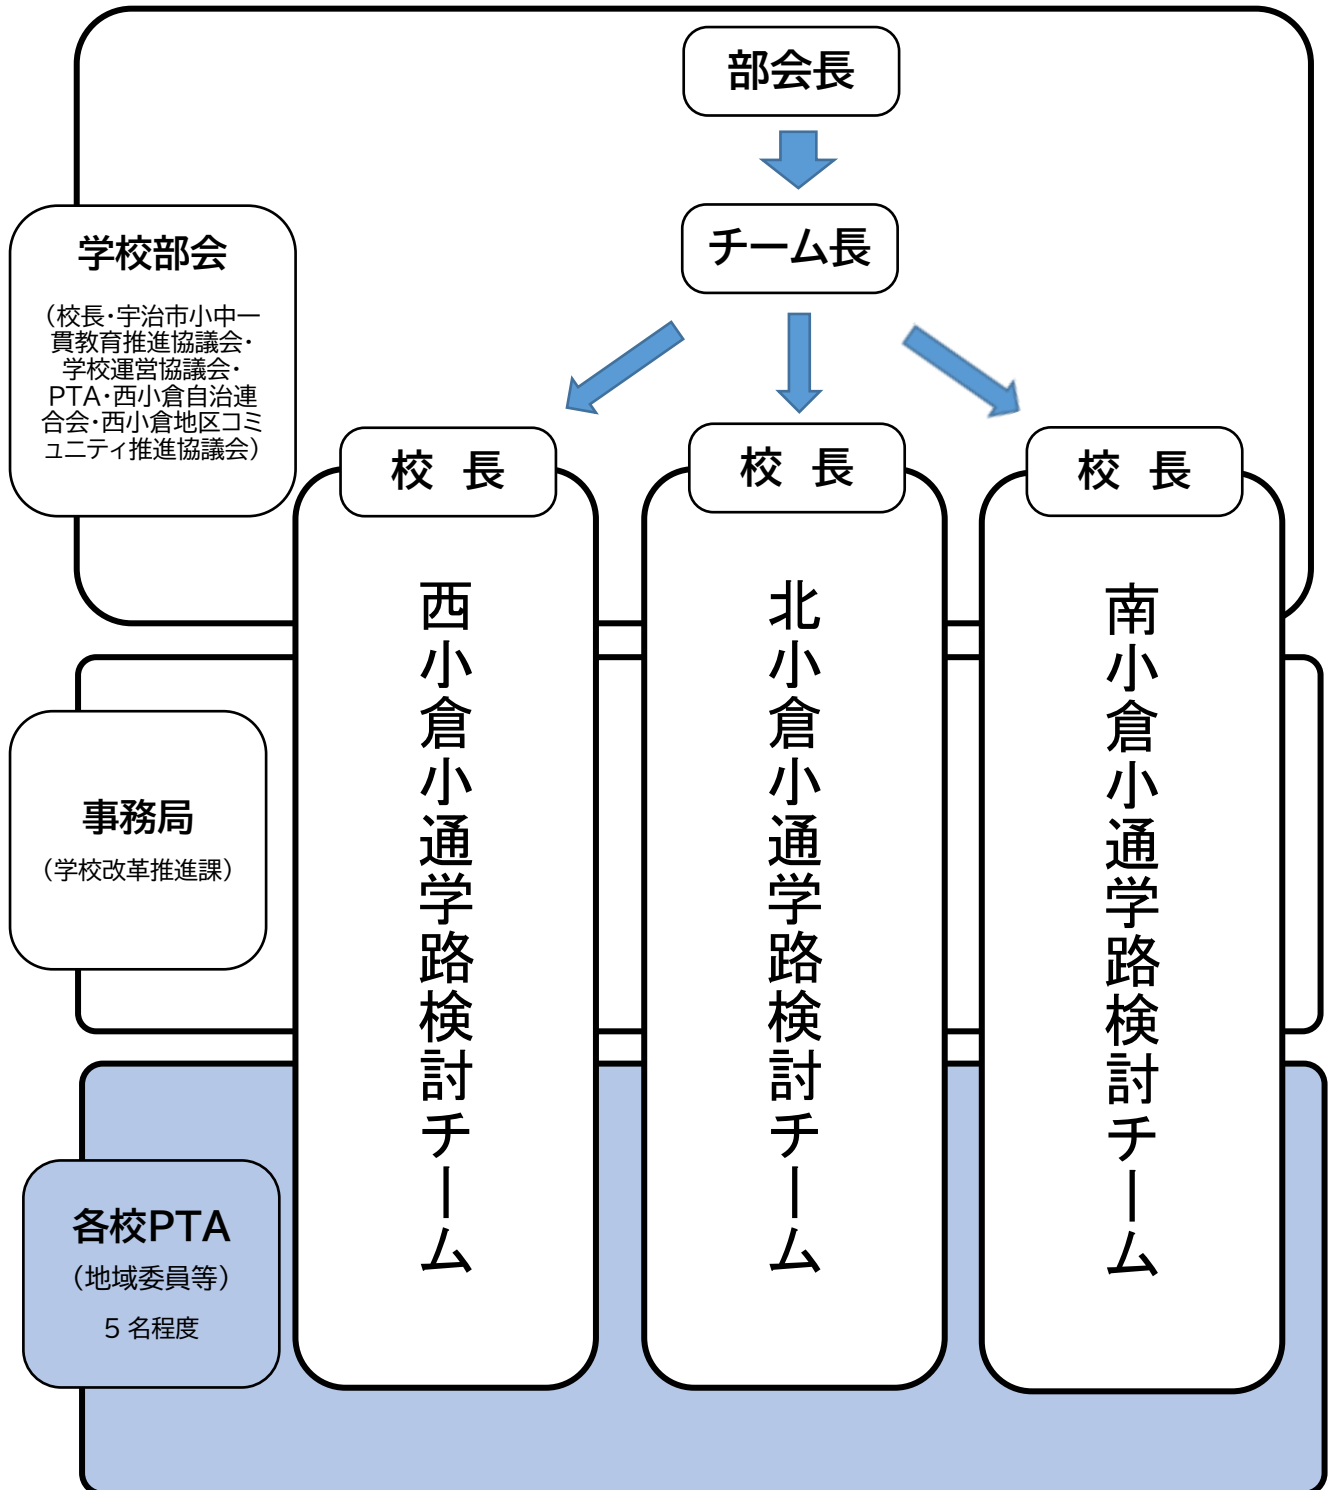 部会長
チーム長
学校部会
（校長・宇治市小中一
貫教育推進協議会・
学校運営協議会・
PTA・西小倉自治連
合会・西小倉地区コミ
ュニティ推進協議会）
校 長
校 長
校 長
西小倉小通学路検討チーム
北小倉小通学路検討チーム
南小倉小通学路検討チーム
事務局
（学校改革推進課）
各校PTA
（地域委員等）
５名程度